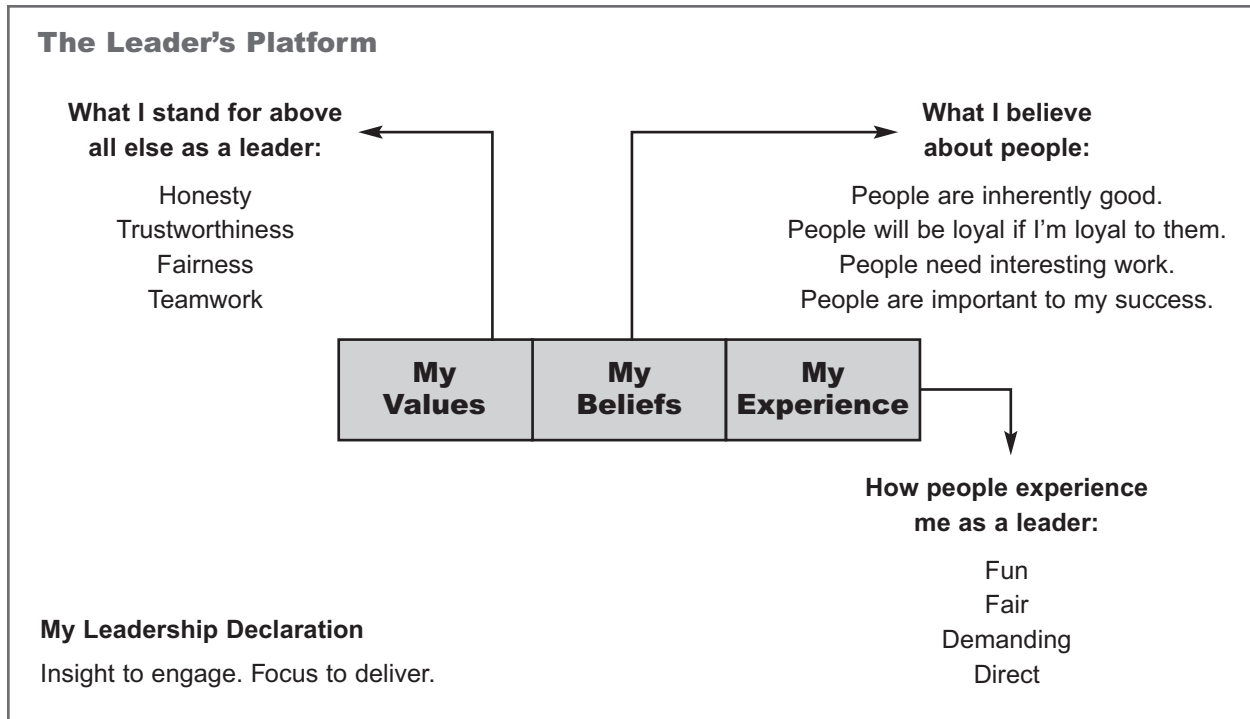 The Leader’s Platform
What I stand for above
all else as a leader:
Honesty
Trustworthiness
Fairness
Teamwork
What I believe
about people:
People are inherently good.
People will be loyal if I’m loyal to them.
People need interesting work.
People are important to my success.
My
Values
My
Beliefs
My
Experience
How people experience
me as a leader:
Fun
Fair
Demanding
Direct
My Leadership Declaration
Insight to engage. Focus to deliver.